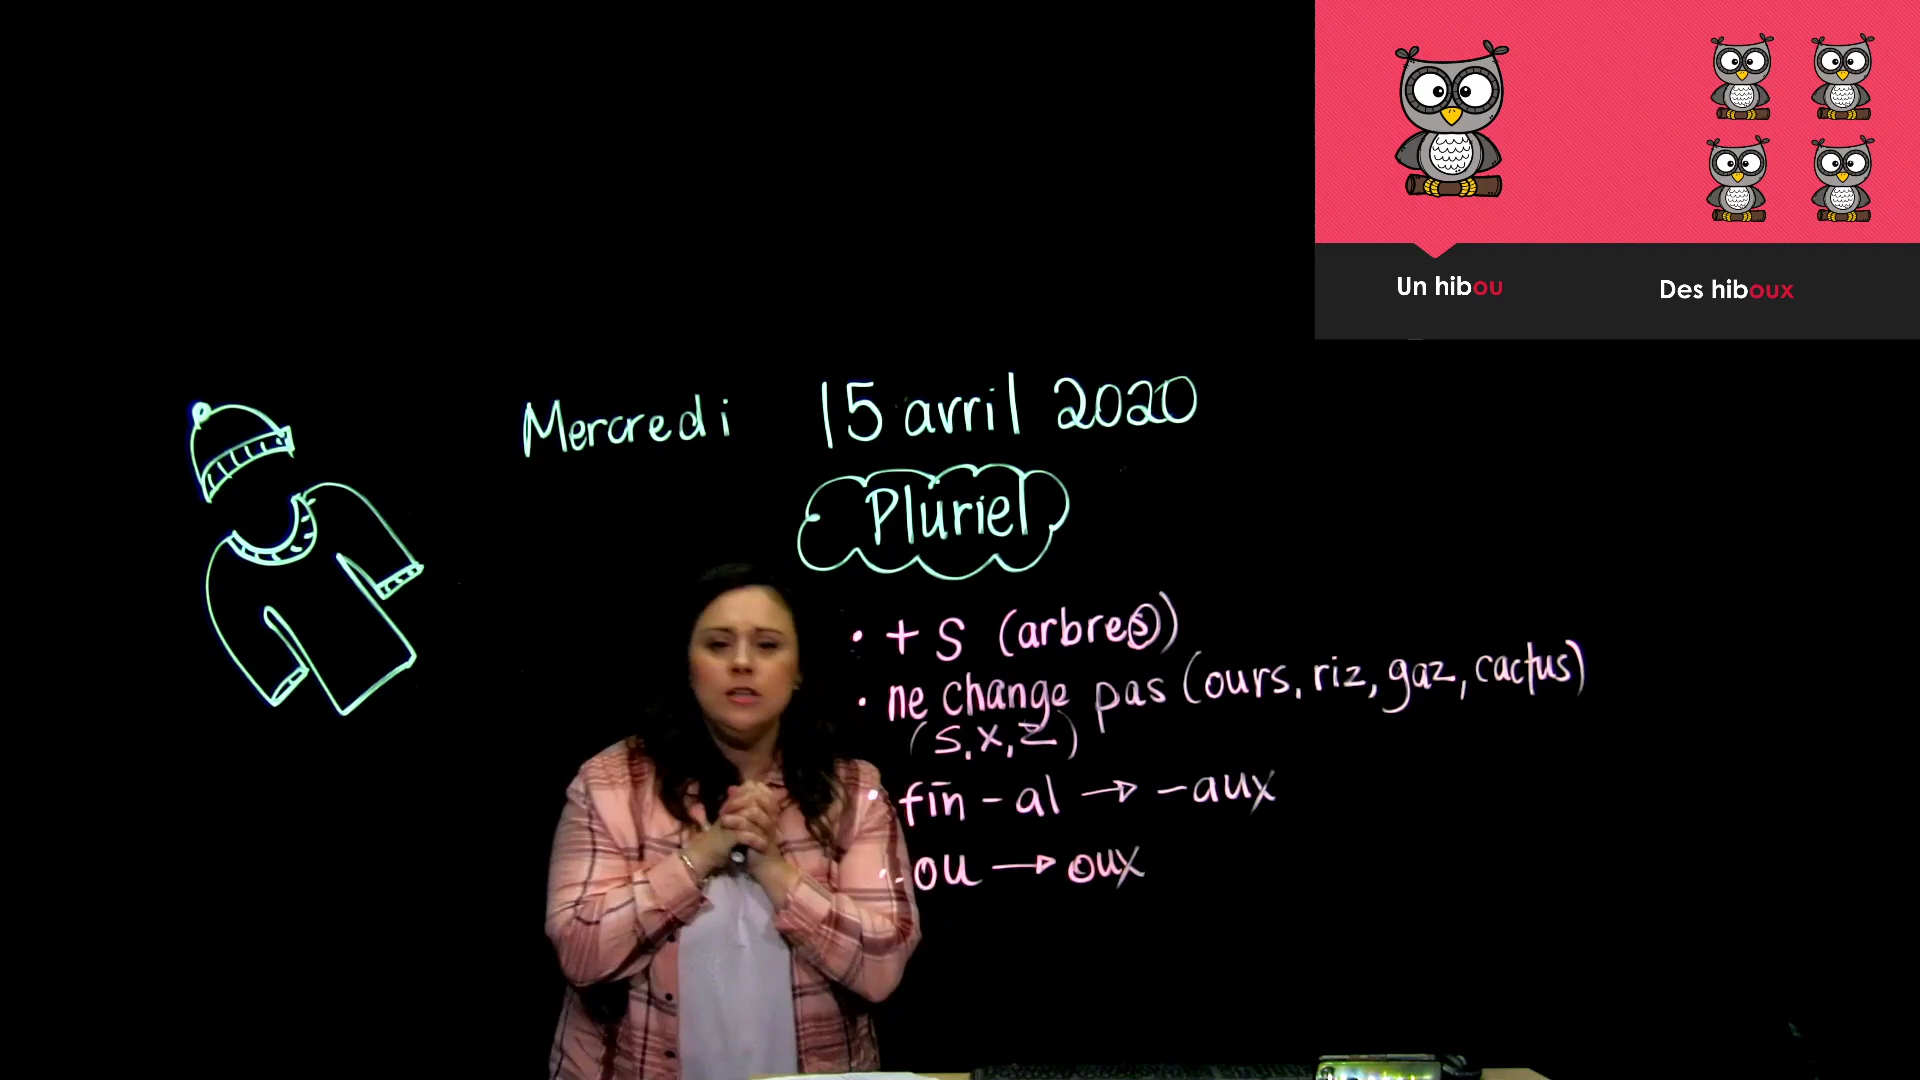 Un hibou
Des hiboux
Mercredi 15 avril 2020
Pluriel
• + s (arbres)
• ne change pas (ours, riz, gaz, cactus)
(s, x, z)
• fin - al → - aux
• ou → oux